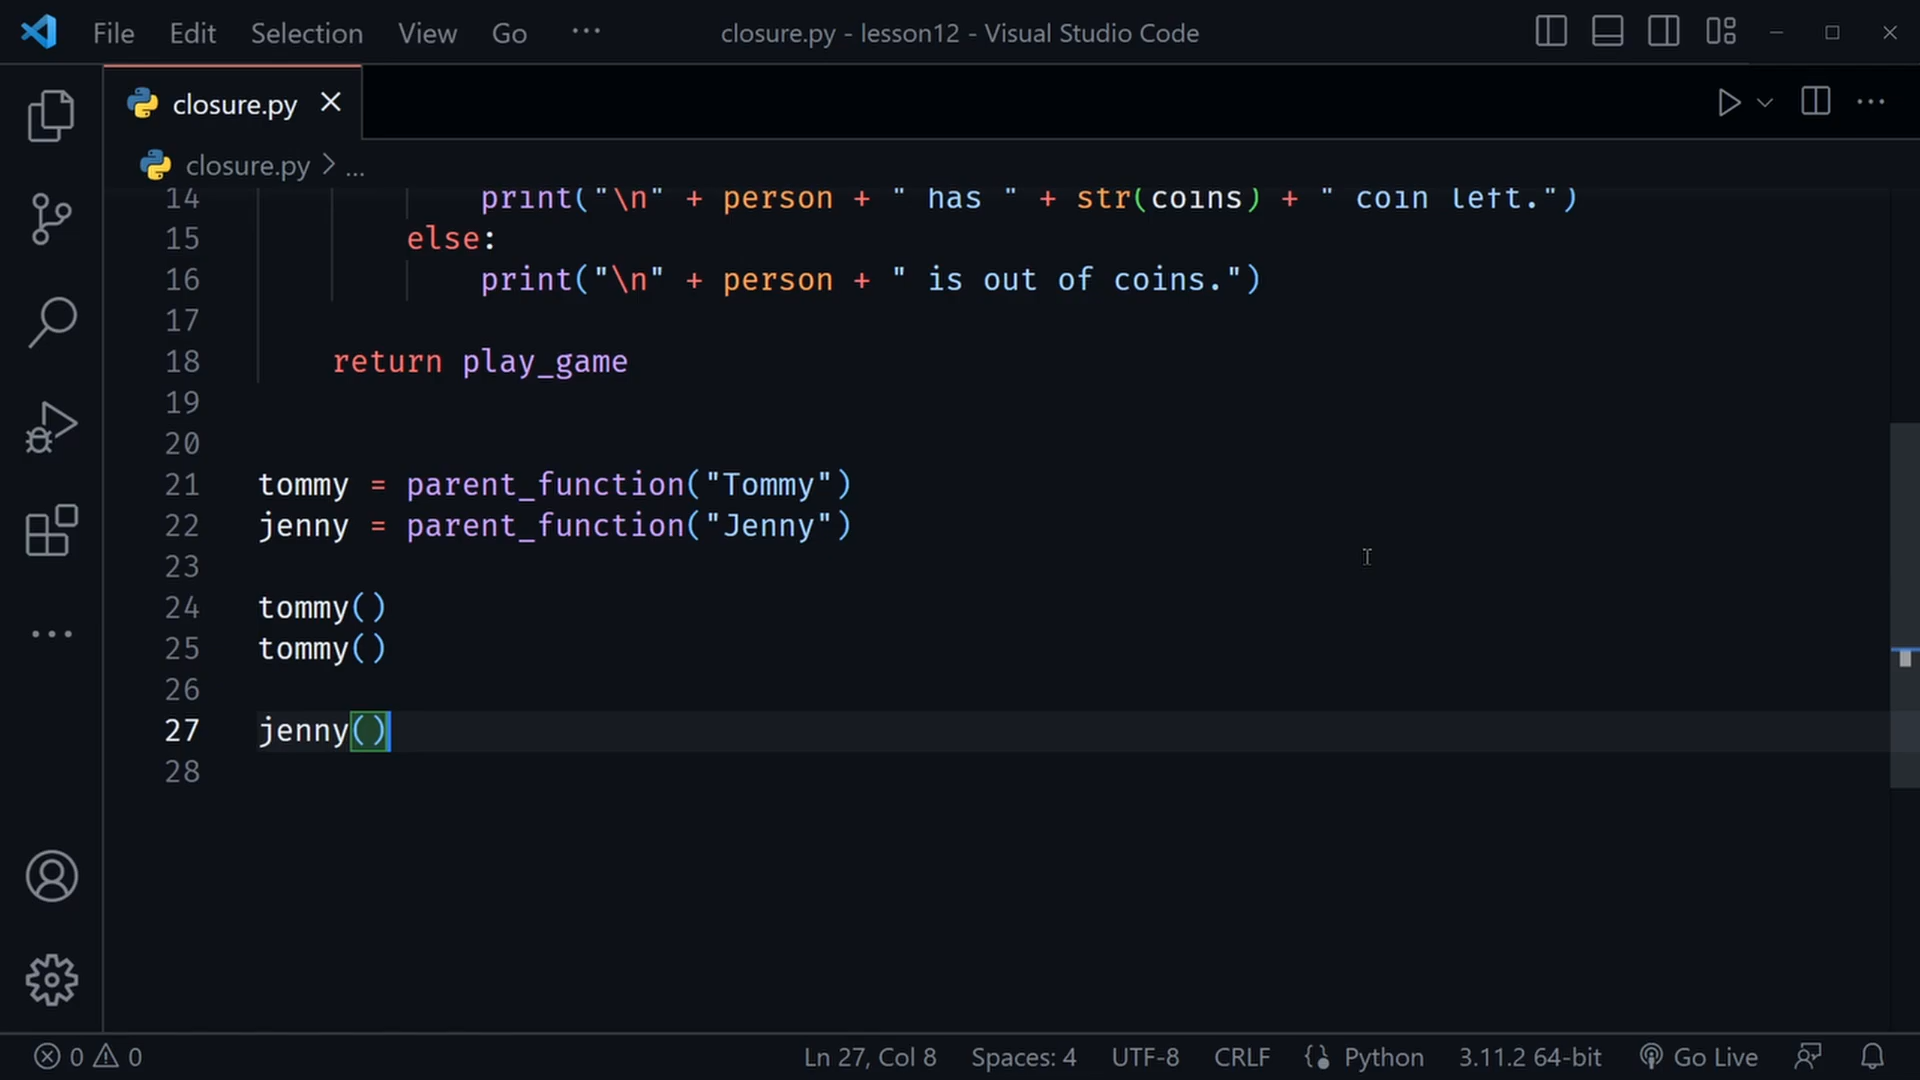 File Edit Selection View Go ... closure.py - lesson12 - Visual Studio Code
closure.py
closure.py > ...
14 print("\n" + person + " has " + str(coins) + " coin left.")
15 else:
16 print("\n" + person + " is out of coins.")
17
18 return play_game
19
20
21 tommy = parent_function("Tommy")
22 jenny = parent_function("Jenny")
23
24 tommy()
25 tommy()
26
27 jenny()
28
0 0 Ln 27, Col 8 Spaces: 4 UTF-8 CRLF Python 3.11.2 64-bit Go Live